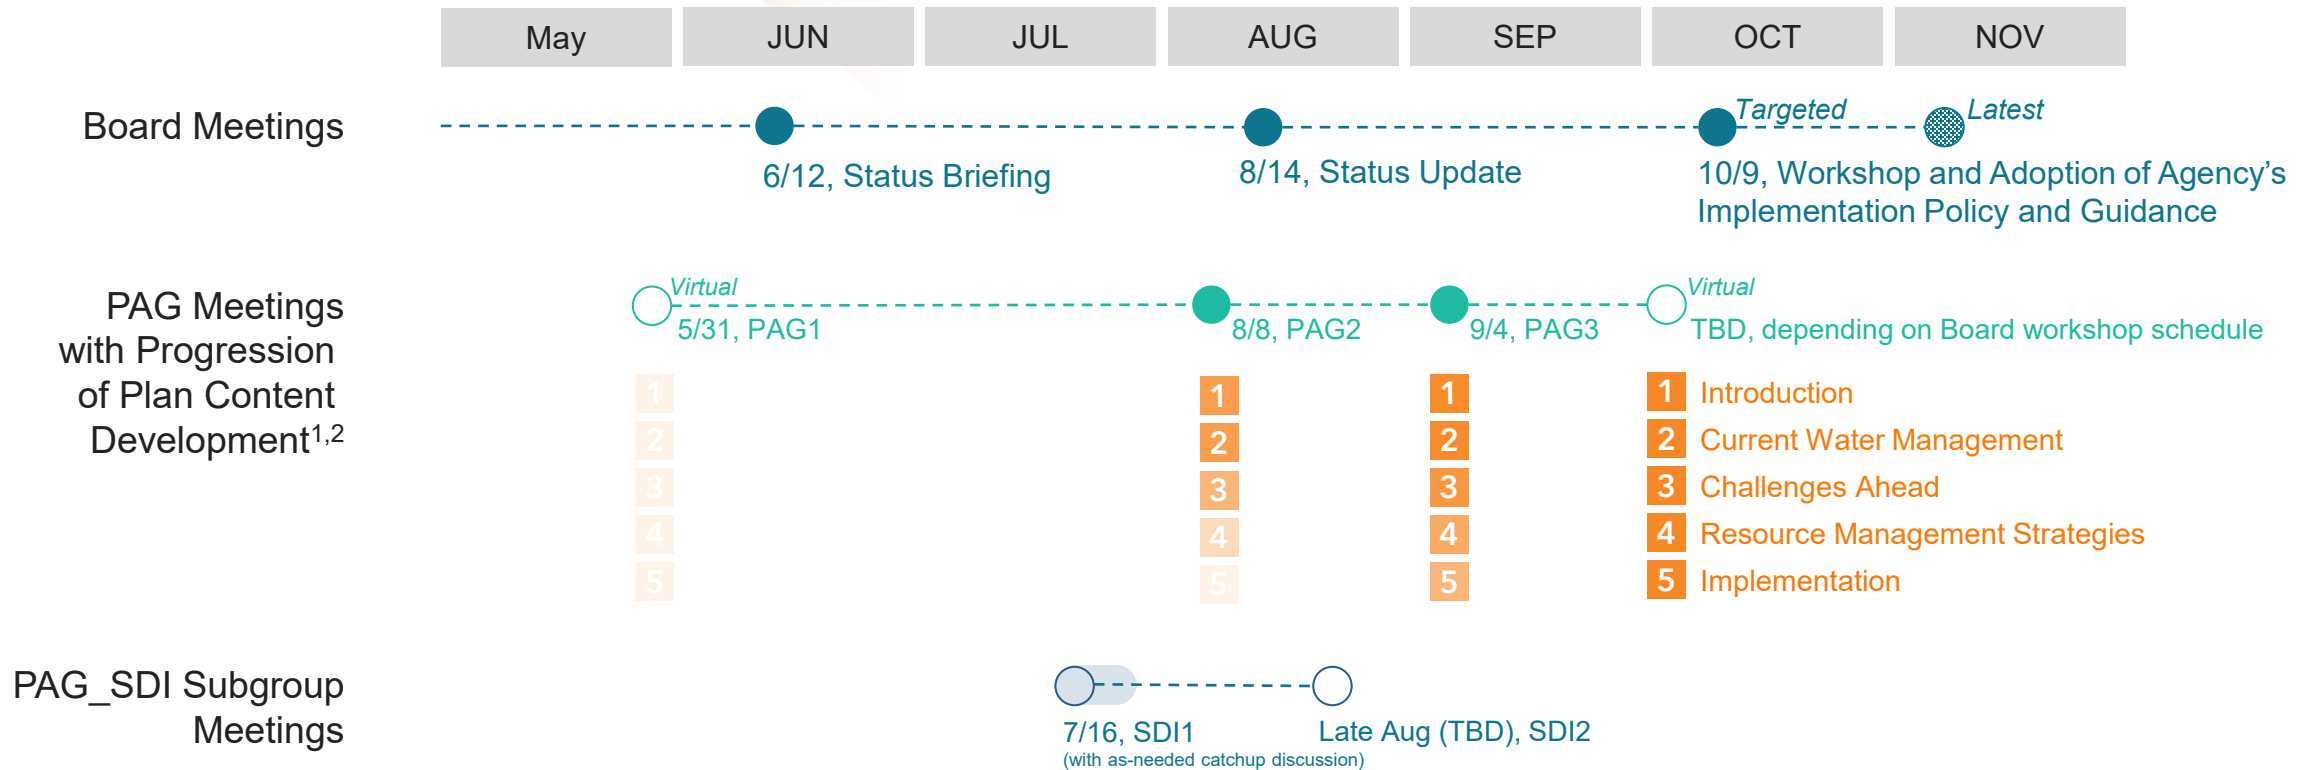 May JUN JUL AUG SEP OCT NOV
Board Meetings
Targeted
Latest
6/12, Status Briefing
8/14, Status Update
10/9, Workshop and Adoption of Agency’s
Implementation Policy and Guidance
PAG Meetings
with Progression
of Plan Content
Development1,2
Virtual
5/31, PAG1
8/8, PAG2
9/4, PAG3
Virtual
TBD, depending on Board workshop schedule
1 1 1 1 Introduction
2 2 2 2 Current Water Management
3 3 3 3 Challenges Ahead
4 4 4 4 Resource Management Strategies
5 5 5 5 Implementation
PAG_SDI Subgroup
Meetings
7/16, SDI1
(with as-needed catchup discussion)
Late Aug (TBD), SDI2